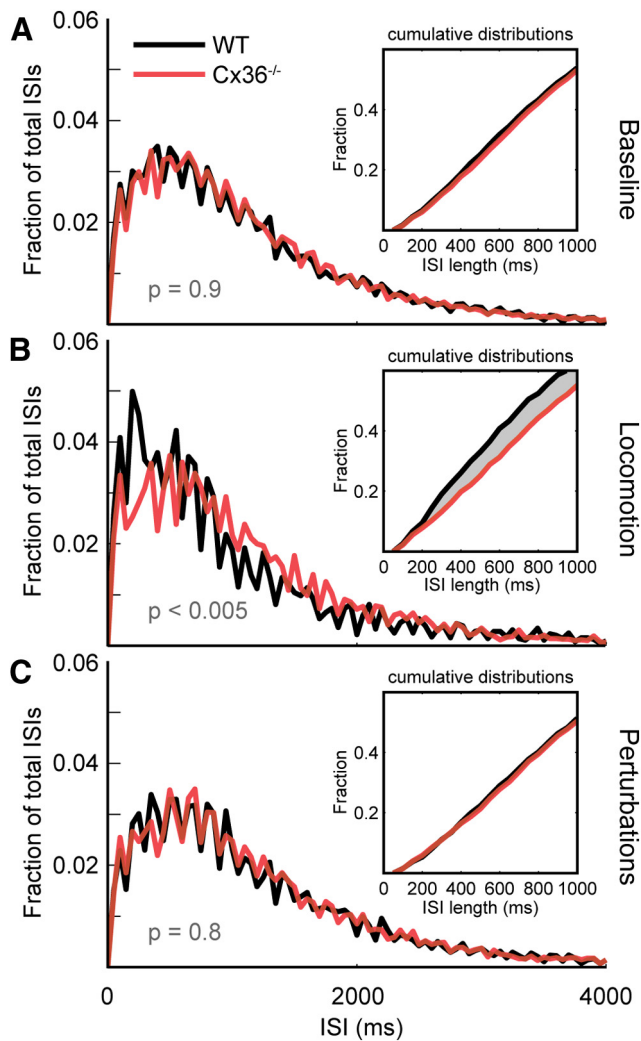 A
0.06
0.04
0.02
0
Fraction of total ISIs
WT
Cx36-/-
p = 0.9
cumulative distributions
0.4
0.2
Fraction
0 200 400 600 800 1000
ISI length (ms)
Baseline
B
0.06
0.04
0.02
0
Fraction of total ISIs
p < 0.005
cumulative distributions
0.4
0.2
Fraction
0 200 400 600 800 1000
ISI length (ms)
Locomotion
C
0.06
0.04
0.02
0
Fraction of total ISIs
p = 0.8
cumulative distributions
0.4
0.2
Fraction
0 200 400 600 800 1000
ISI length (ms)
Perturbations
0 2000 4000
ISI (ms)